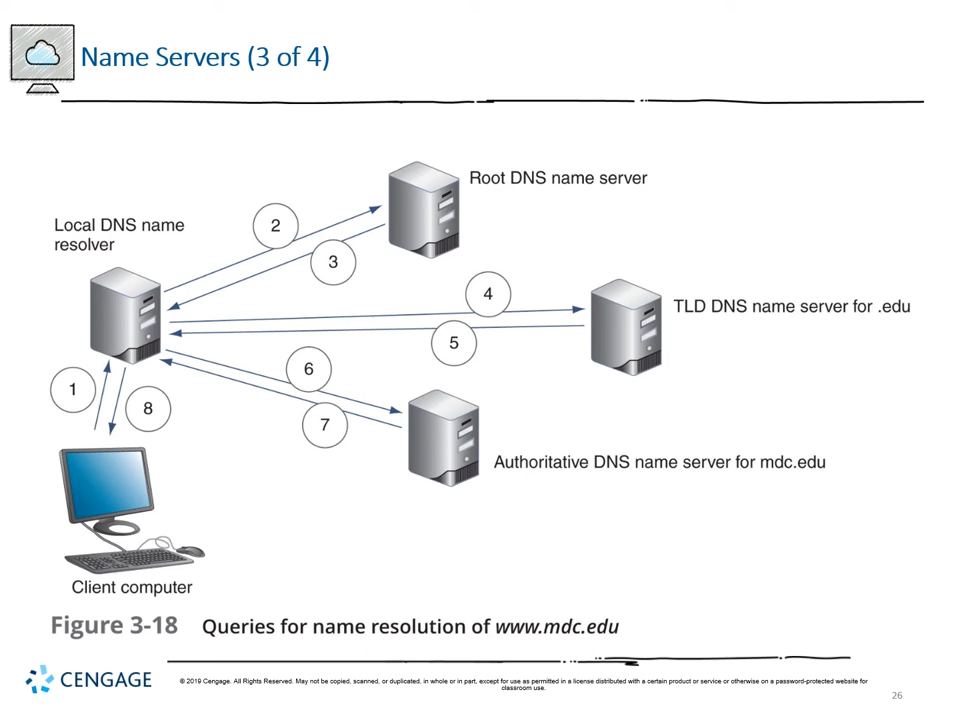 Name Servers (3 of 4)
Root DNS name server
Local DNS name
resolver
2
3
4
TLD DNS name server for .edu
5
6
1
8
7
Authoritative DNS name server for mdc.edu
Client computer
Figure 3-18 Queries for name resolution of www.mdc.edu
CENGAGE
© 2019 Cengage. All Rights Reserved. May not be copied, scanned, or duplicated, in whole or in part, except for use as permitted in a license distributed with a certain product or service or otherwise on a password-protected website for
classroom use.
26